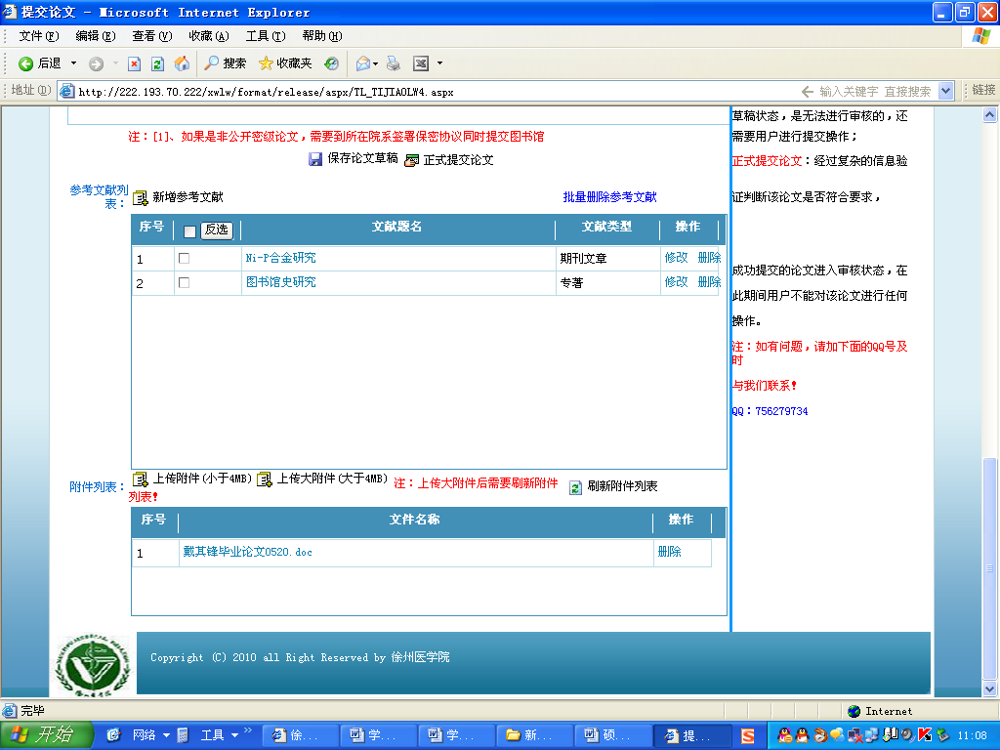 提交论文 - Microsoft Internet Explorer
文件(F) 编辑(E) 查看(V) 收藏(A) 工具(T) 帮助(H)
后退 搜索 收藏夹
地址(D) http://222.193.70.222/xwlw/format/release/aspx/TL_TIJIAOLW4.aspx 输入关键字 直接搜索 链接
注：[1]、如果是非公开密级论文，需要到所在院系签署保密协议同时提交图书馆
保存论文草稿 正式提交论文
参考文献列
表：
新增参考文献 批量删除参考文献
序号 反选 文献题名 文献类型 操作
1 Ni-P合金研究 期刊文章 修改 删除
2 图书馆史研究 专著 修改 删除
草稿状态，是无法进行审核的，还
需要用户进行提交操作；
正式提交论文：经过复杂的信息验
证判断该论文是否符合要求，
成功提交的论文进入审核状态，在
此期间用户不能对该论文进行任何
操作。
注：如有问题，请加下面的QQ号及
时
与我们联系！
QQ：756279734
附件列表：
上传附件(小于4MB) 上传大附件(大于4MB) 注：上传大附件后需要刷新附件
列表！
刷新附件列表
序号 文件名称 操作
1 戴其锋毕业论文0520.doc 删除
Copyright (C) 2010 all Right Reserved by 徐州医学院
完毕 Internet
开始 网络 工具 徐... 学... 学... 新... 硕... 提... 11:08